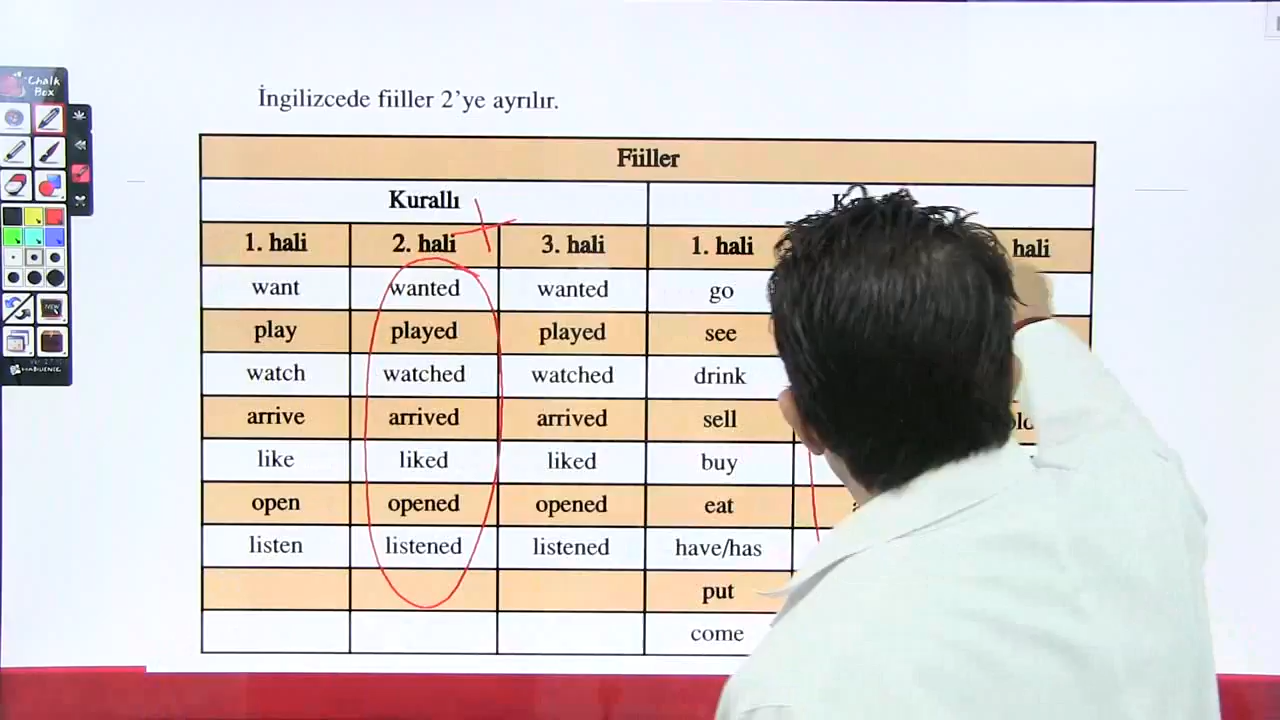 Chalk
Box
İngilizcede fiiller 2’ye ayrılır.
Fiiller
Kurallı
1. hali 2. hali 3. hali 1. hali hali
want wanted wanted go
play played played see
watch watched watched drink
arrive arrived arrived sell
like liked liked buy
open opened opened eat
listen listened listened have/has
put
come